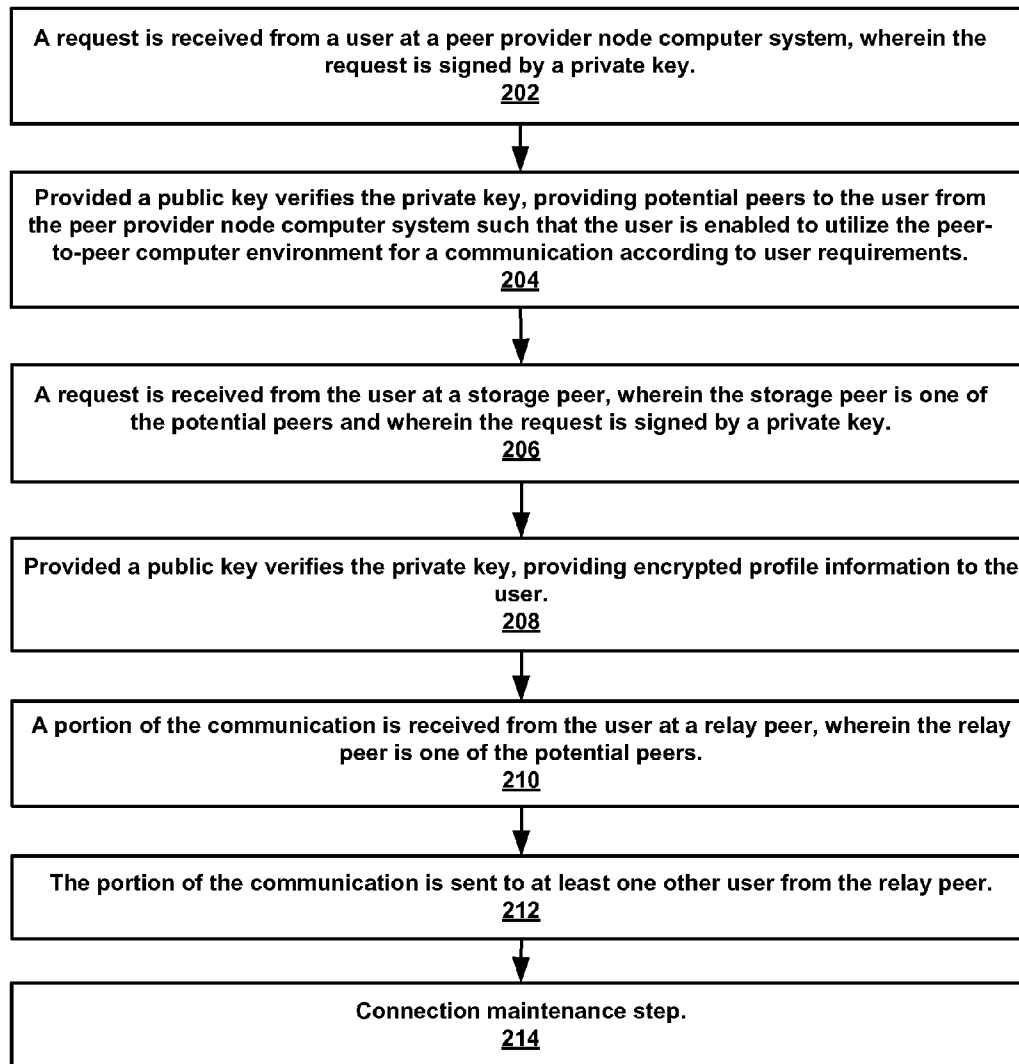 A request is received from a user at a peer provider node computer system, wherein the
request is signed by a private key.
202
Provided a public key verifies the private key, providing potential peers to the user from
the peer provider node computer system such that the user is enabled to utilize the peer-
to-peer computer environment for a communication according to user requirements.
204
A request is received from the user at a storage peer, wherein the storage peer is one of
the potential peers and wherein the request is signed by a private key.
206
Provided a public key verifies the private key, providing encrypted profile information to the
user.
208
A portion of the communication is received from the user at a relay peer, wherein the relay
peer is one of the potential peers.
210
The portion of the communication is sent to at least one other user from the relay peer.
212
Connection maintenance step.
214